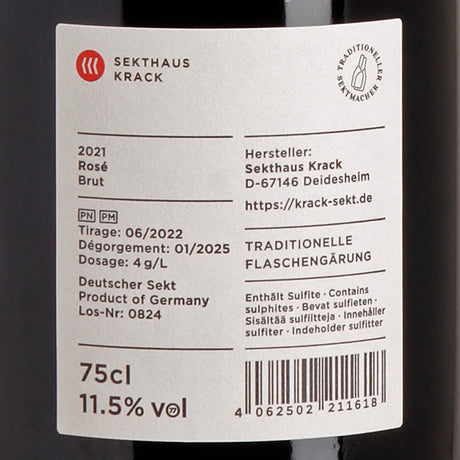 SEKTHAUS
KRACK
TRADITIONELLER
SEKTMACHER
2021
Rosé
Brut
PN PM
Tirage: 06/2022
Dégorgement: 01/2025
Dosage: 4 g/L
Deutscher Sekt
Product of Germany
Los-Nr: 0824
75cl
11.5% vol
Hersteller:
Sekthaus Krack
D-67146 Deidesheim
https://krack-sekt.de
TRADITIONELLE
FLASCHENGÄRUNG
Enthält Sulfite · Contains
sulphites · Bevat sulfieten ·
Sisältää sulfiitteja · Innehåller
sulfiter · Indeholder sulfitter
4 062502 211618